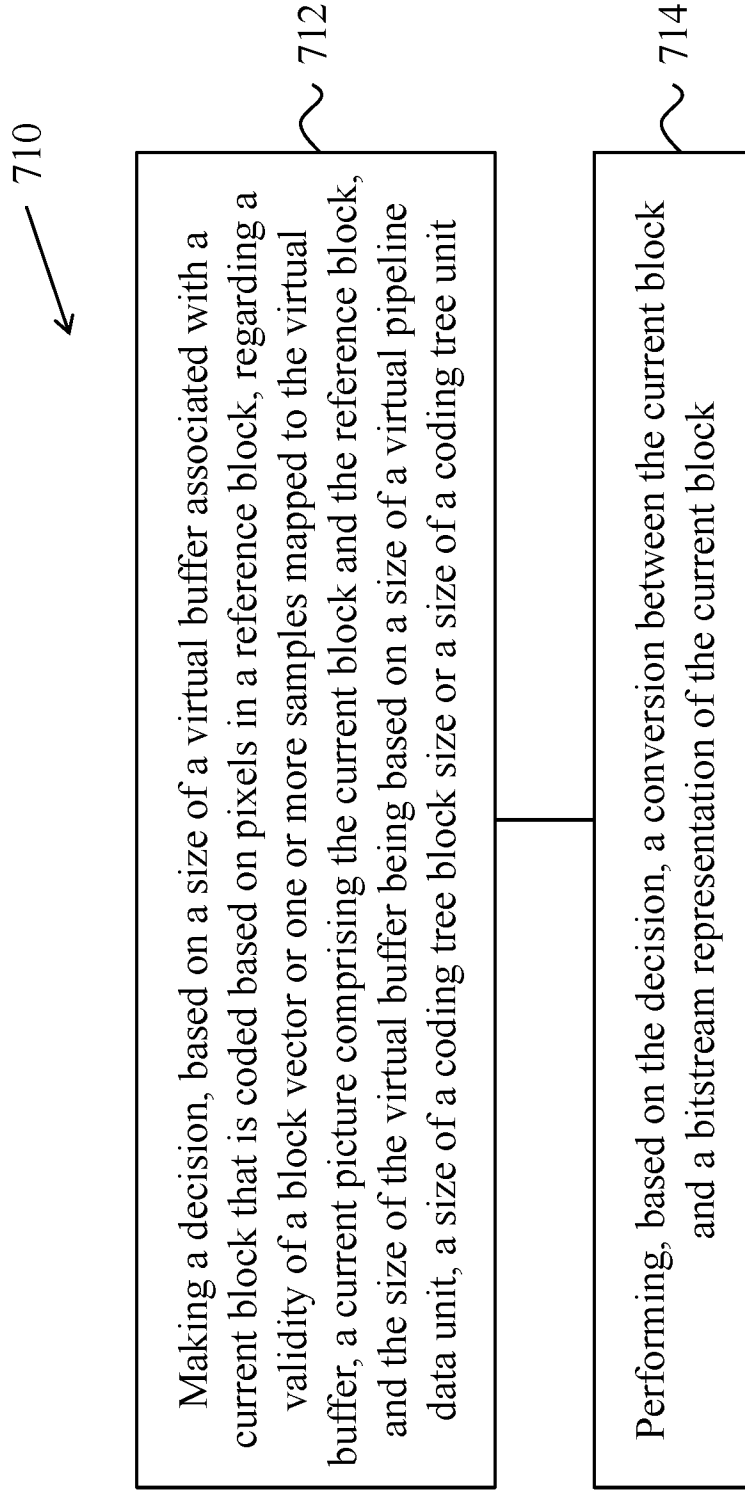 710
Making a decision, based on a size of a virtual buffer associated with a
current block that is coded based on pixels in a reference block, regarding a
validity of a block vector or one or more samples mapped to the virtual
buffer, a current picture comprising the current block and the reference block,
and the size of the virtual buffer being based on a size of a virtual pipeline
data unit, a size of a coding tree block size or a size of a coding tree unit
712
Performing, based on the decision, a conversion between the current block
and a bitstream representation of the current block
714